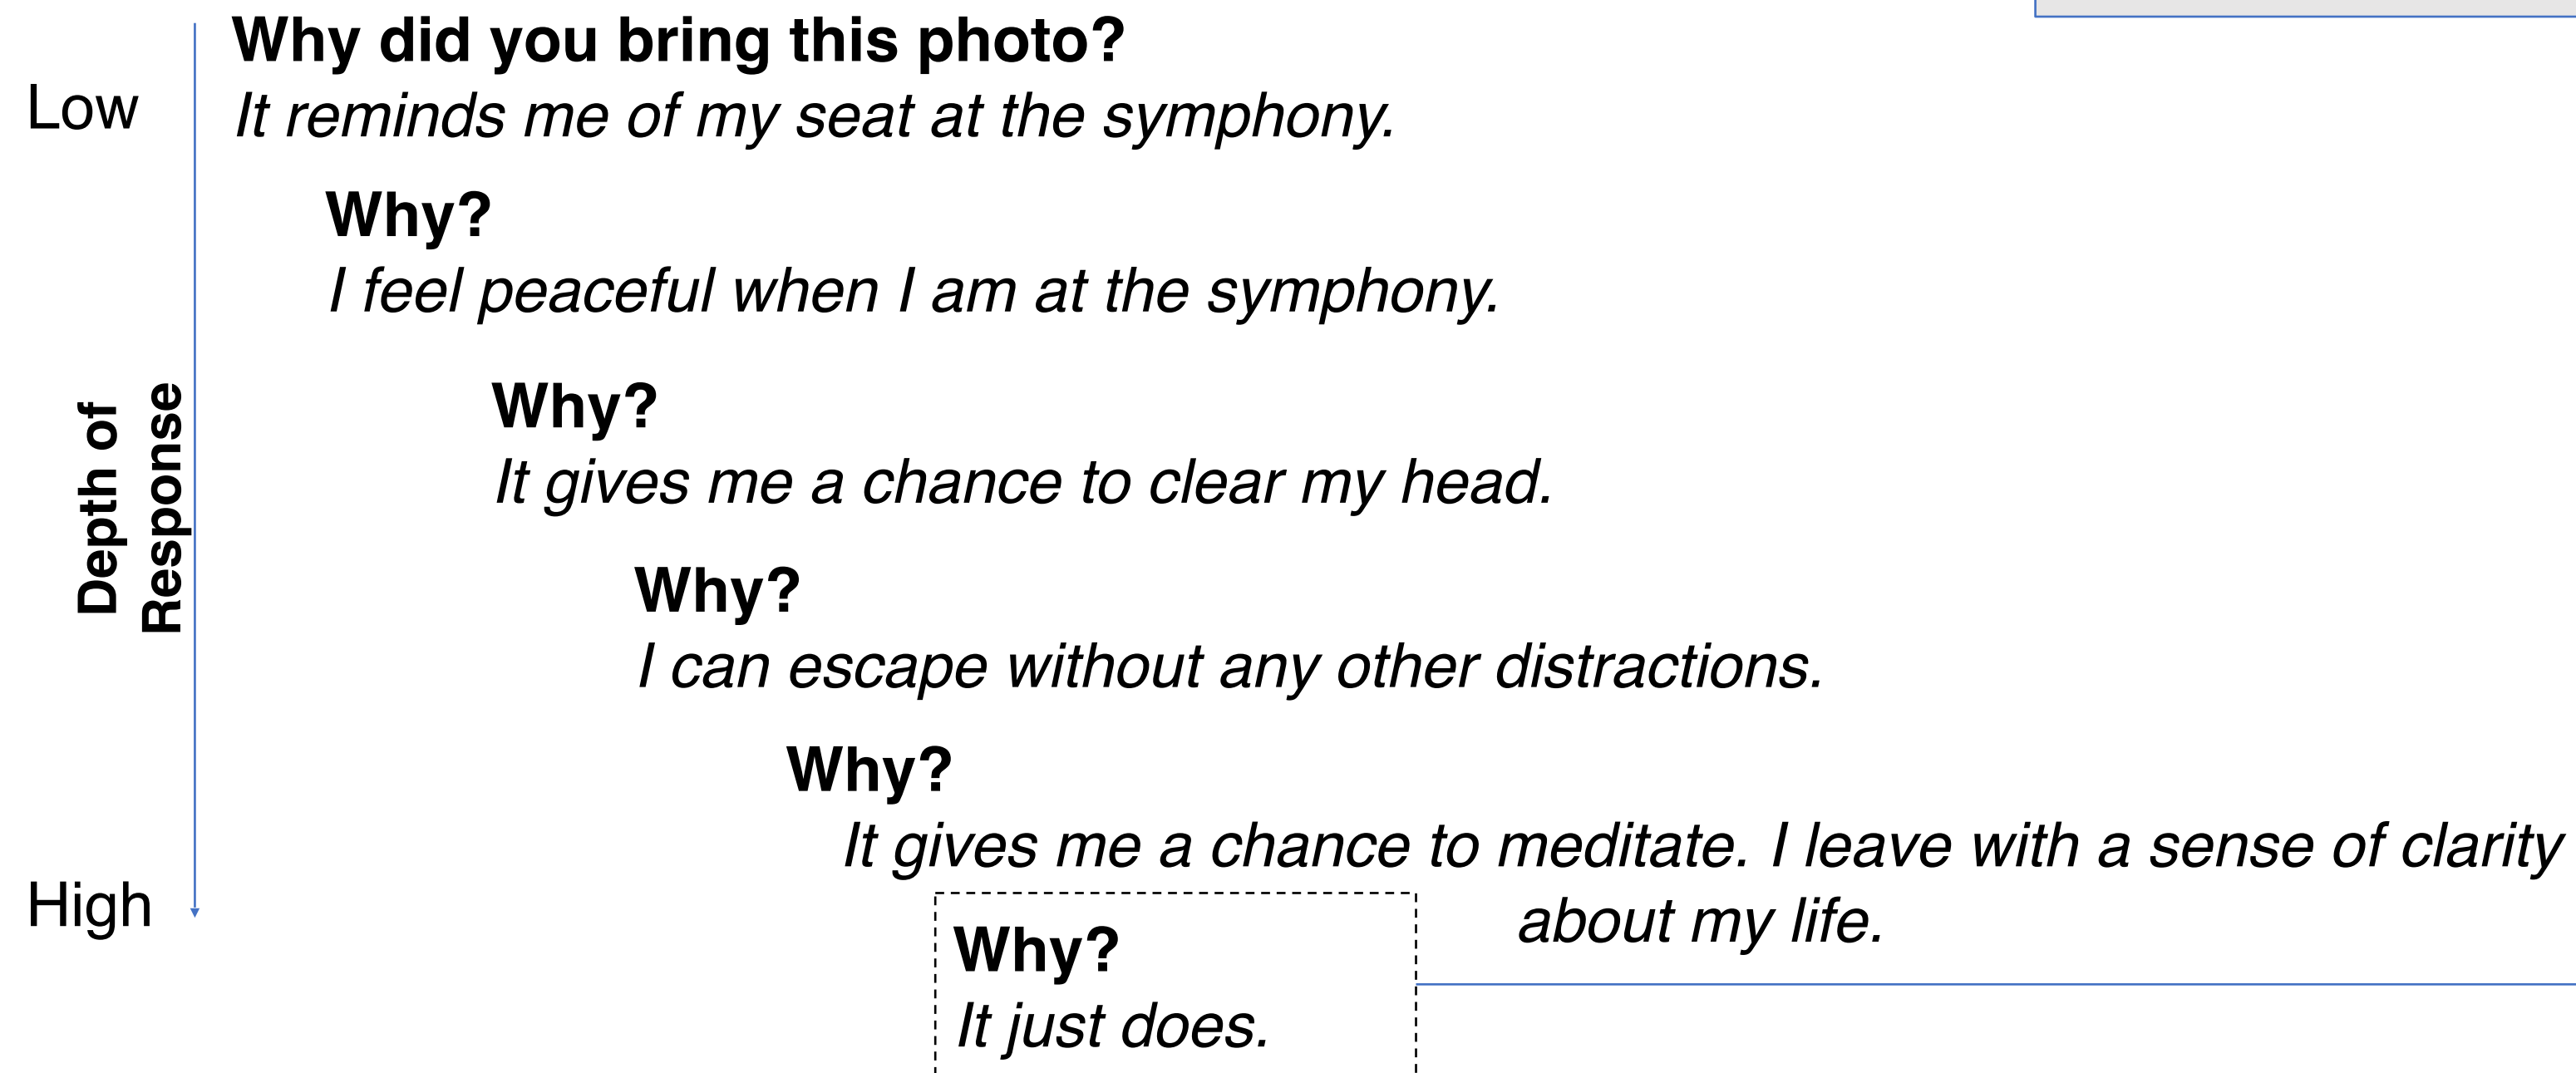 Why did you bring this photo?
Low
It reminds me of my seat at the symphony.
Why?
I feel peaceful when I am at the symphony.
Depth of
Response
Why?
It gives me a chance to clear my head.
Why?
I can escape without any other distractions.
Why?
It gives me a chance to meditate. I leave with a sense of clarity
about my life.
High
Why?
It just does.